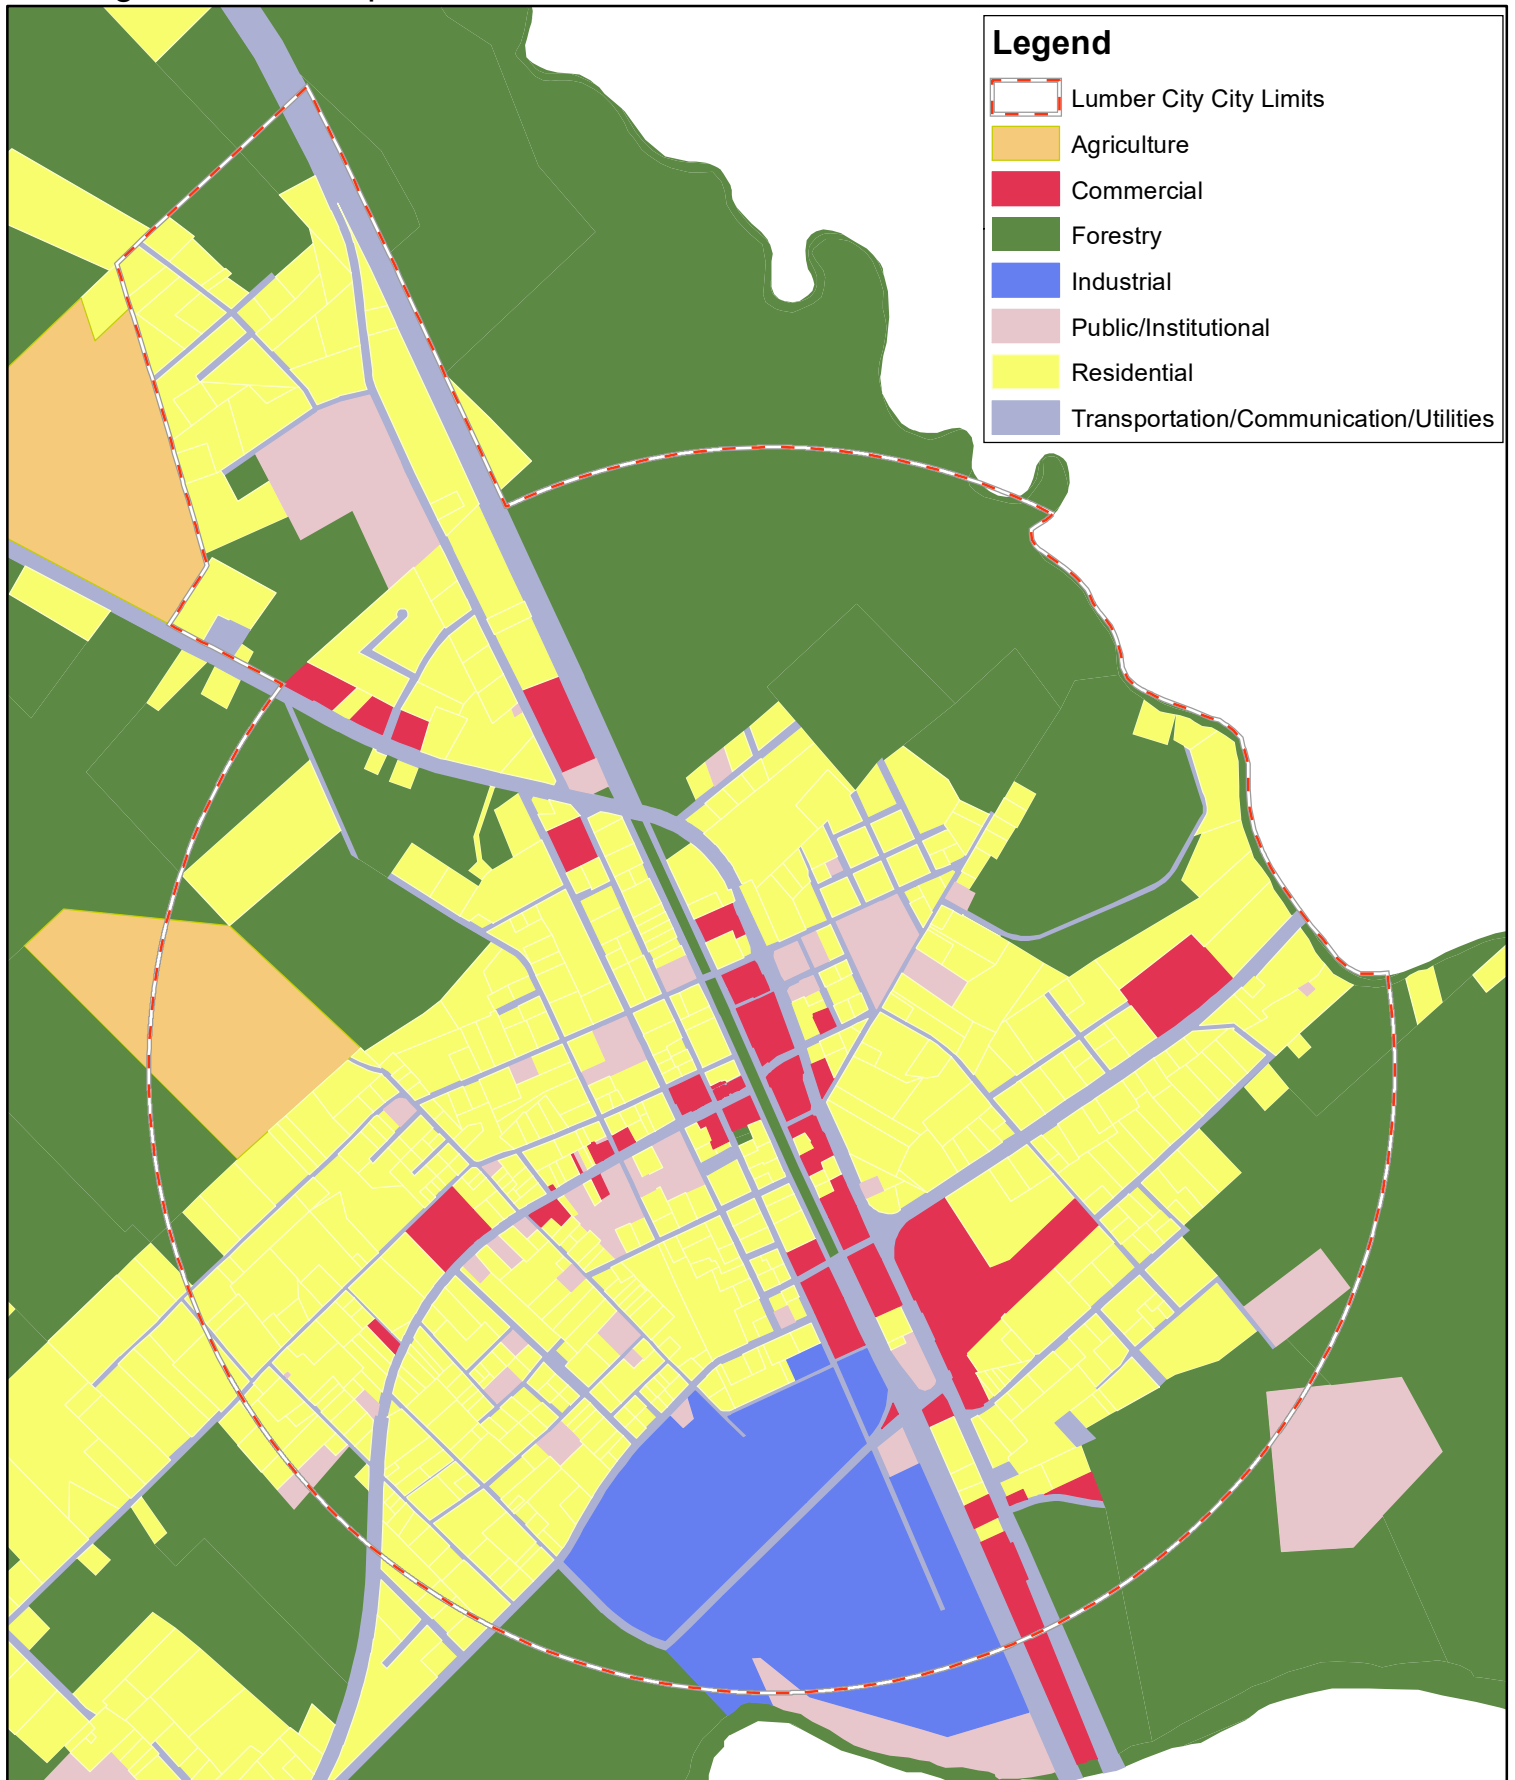 Legend
Lumber City City Limits
Agriculture
Commercial
Forestry
Industrial
Public/Institutional
Residential
Transportation/Communication/Utilities